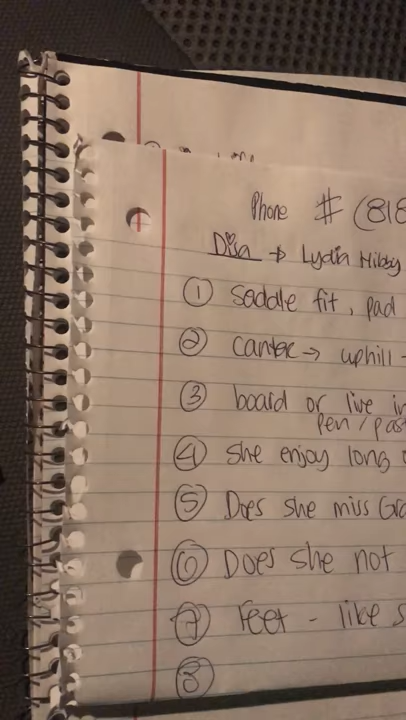 Phone # (818
Dia → Lydia Hibby
① Saddle fit, pad
② canter → uphill -
③ board or live in
pen / pas
④ She enjoy long
⑤ Does she miss Gra
⑥ Does she not
⑦ Feet - like s
⑧